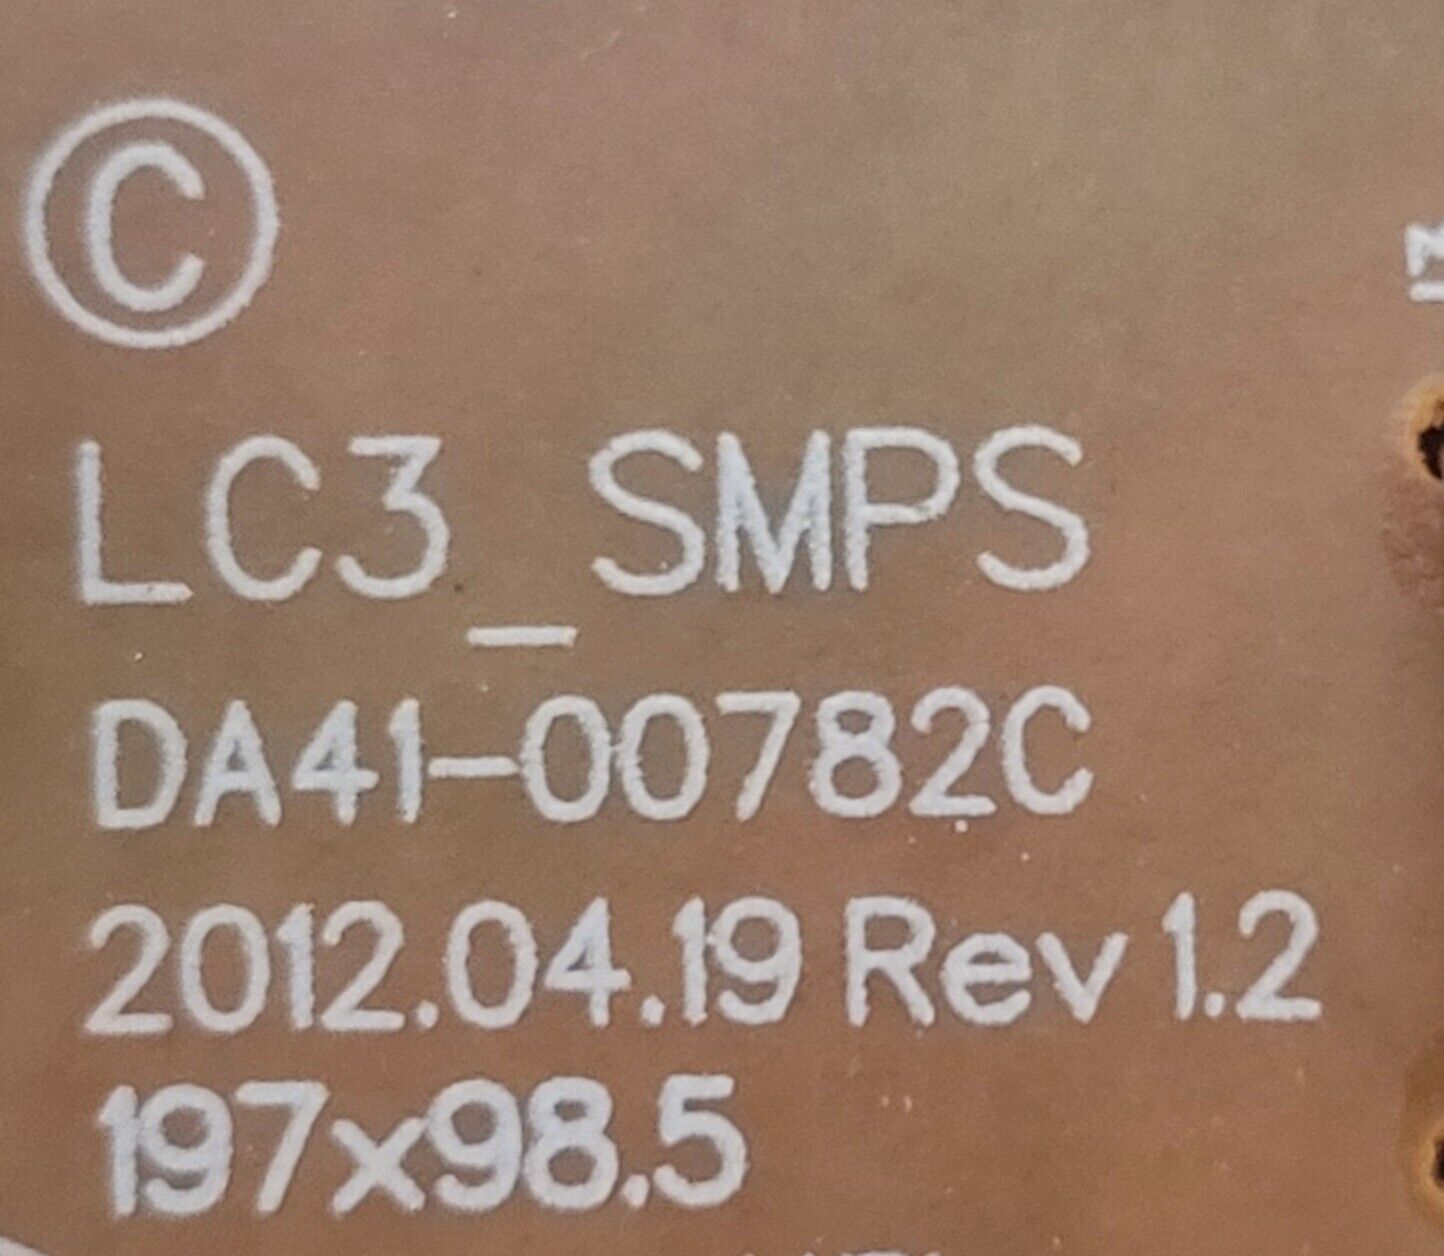 ©
LC3_SMPS
DA41-00782C
2012.04.19 Rev 1.2
197x98.5